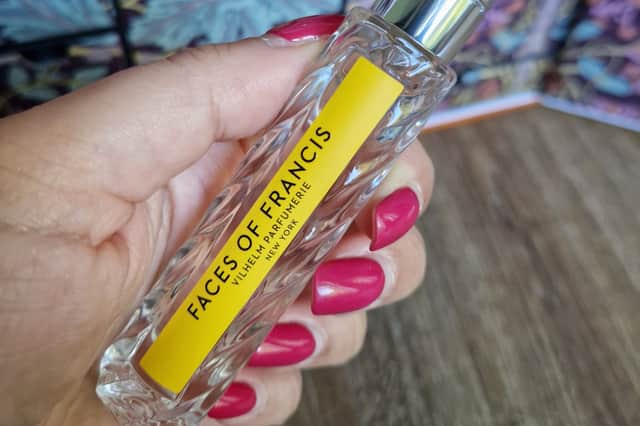 FACES OF FRANCIS
VILHELM PARFUMERIE
NEW YORK